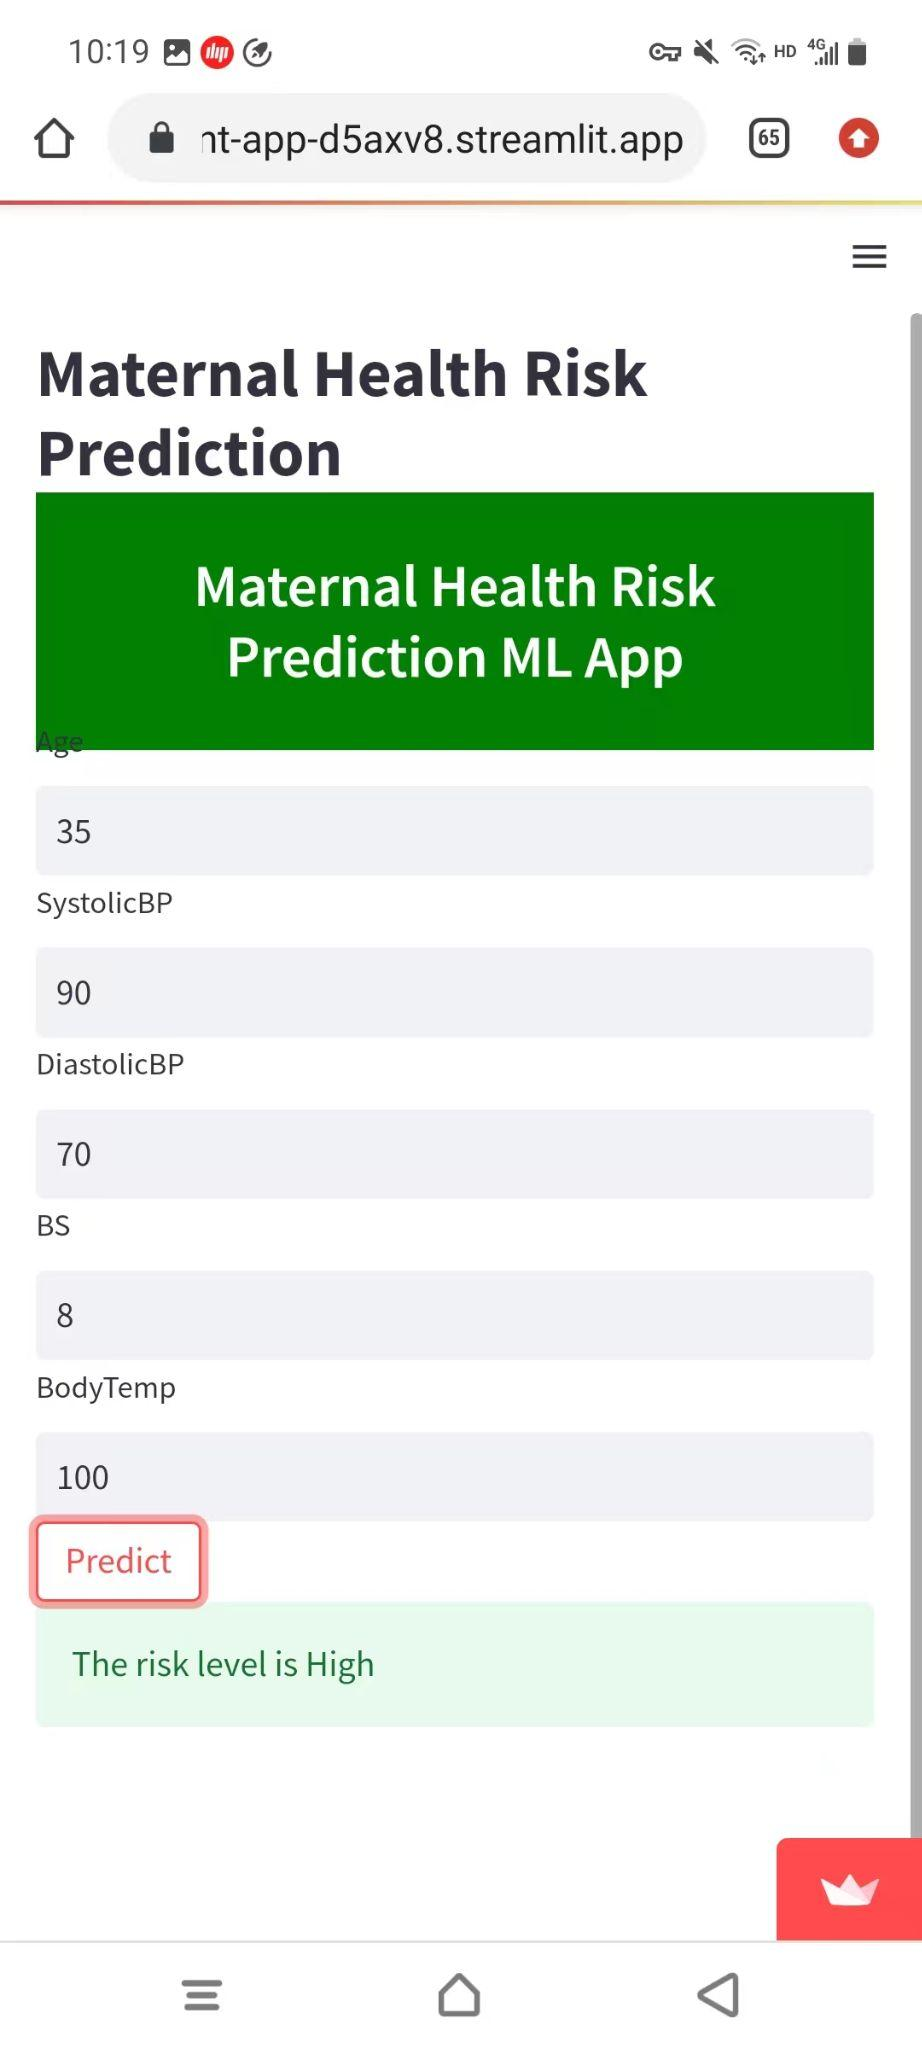 10:19
HD 4G
nt-app-d5axv8.streamlit.app 65
Maternal Health Risk
Prediction
Maternal Health Risk
Prediction ML App
Age
35
SystolicBP
90
DiastolicBP
70
BS
8
BodyTemp
100
Predict
The risk level is High